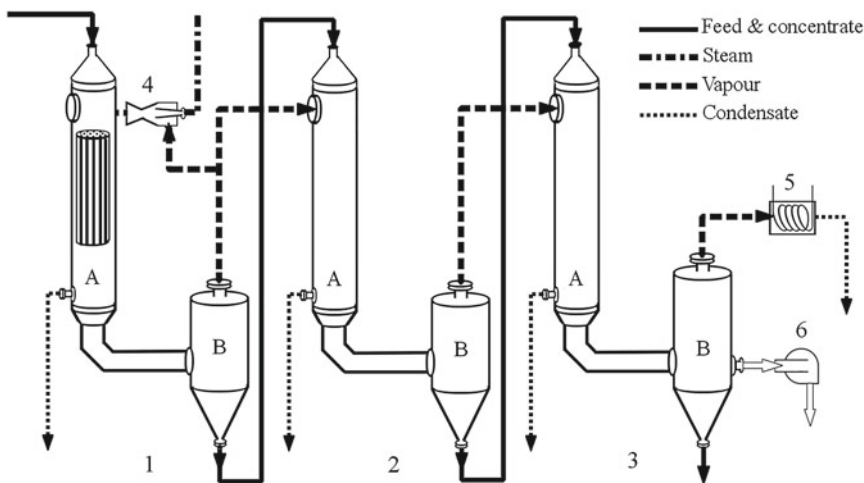 Feed & concentrate
Steam
Vapour
Condensate
4
5
6
A
A
A
B
B
B
1
2
3